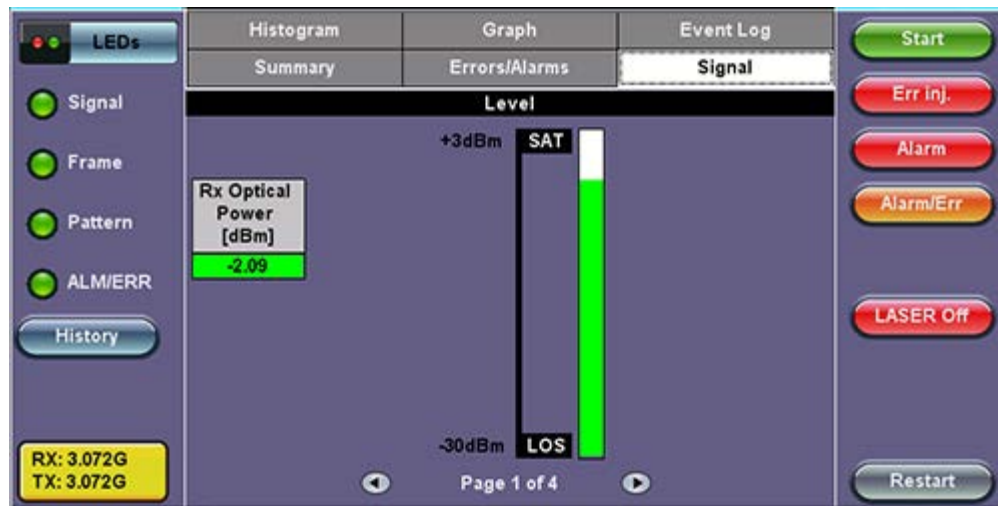 LEDs
Histogram
Graph
Event Log
Summary
Errors/Alarms
Signal
Start
Err inj.
Alarm
Alarm/Err
LASER Off
Restart
Signal
Frame
Pattern
ALM/ERR
History
RX: 3.072G
TX: 3.072G
Level
+3dBm SAT
Rx Optical
Power
[dBm]
-2.09
-30dBm LOS
Page 1 of 4